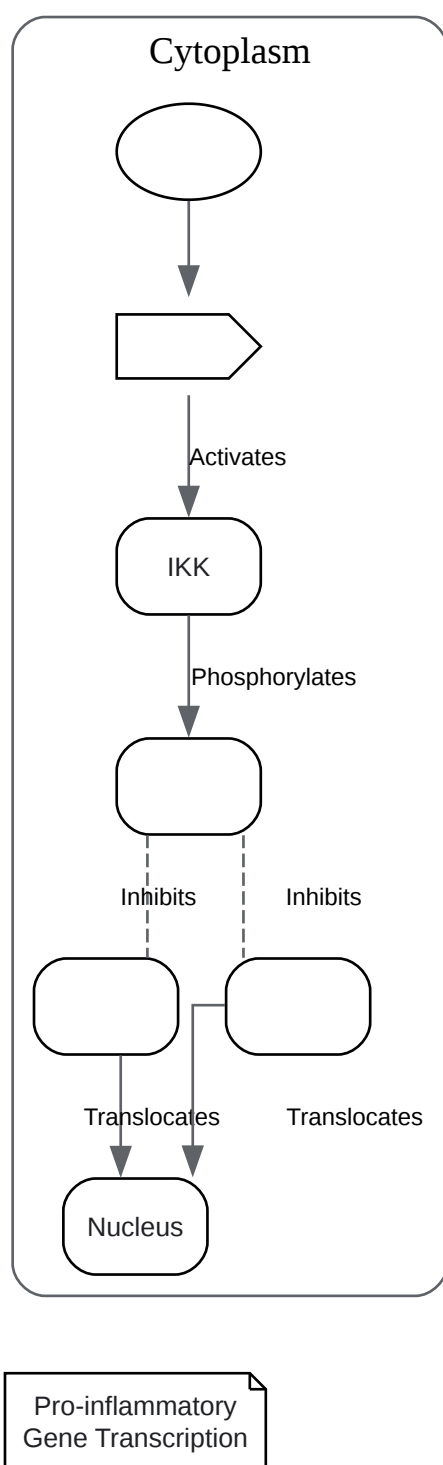 Cytoplasm
Activates
IKK
Phosphorylates
Inhibits
Inhibits
Translocates
Translocates
Nucleus
Pro-inflammatory
Gene Transcription